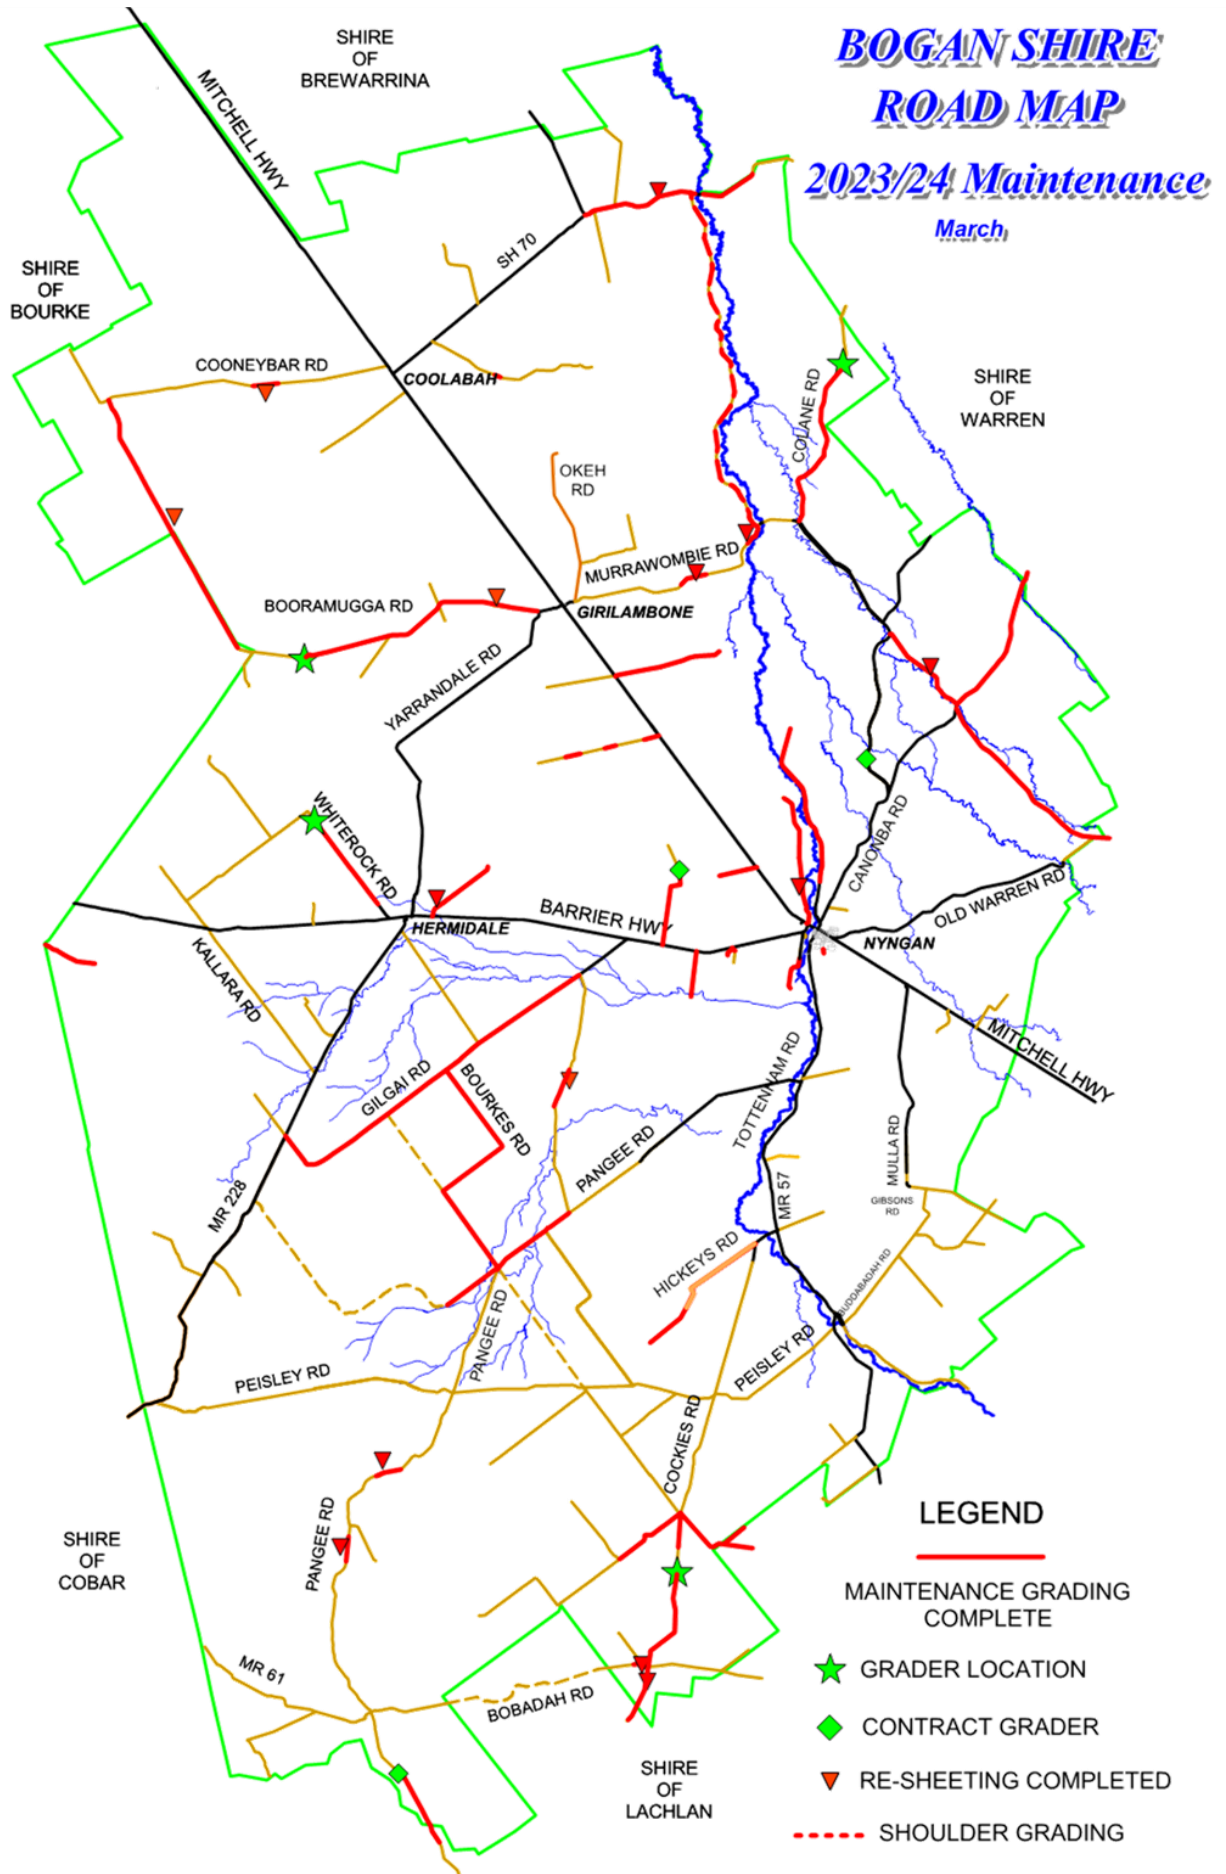 BOGAN SHIRE
ROAD MAP
2023/24 Maintenance
March
SHIRE
OF
BREWARRINA
MITCHELL HWY
SH 70
SHIRE
OF
BOURKE
COONEYBAR RD
COOLABAH
SHIRE
OF
WARREN
COLANE RD
OKEH
RD
MURRAWOMBIE RD
BOORAMUGGA RD
GIRILAMBONE
YARRANDALE RD
WHITEROCK RD
CANONBA RD
OLD WARREN RD
BARRIER HWY
HERMIDALE
NYNGAN
KALLARA RD
MITCHELL HWY
GILGAI RD
BOURKES RD
TOTTENHAM RD
PANGEE RD
MULLA RD
MR 228
MR 57
GIBSONS
RD
HICKEYS RD
BUDDABADAH RD
PANGEE RD
PEISLEY RD
PEISLEY RD
COCKIES RD
PANGEE RD
SHIRE
OF
COBAR
MR 61
BOBADAH RD
SHIRE
OF
LACHLAN
LEGEND
MAINTENANCE GRADING
COMPLETE
GRADER LOCATION
CONTRACT GRADER
RE-SHEETING COMPLETED
SHOULDER GRADING